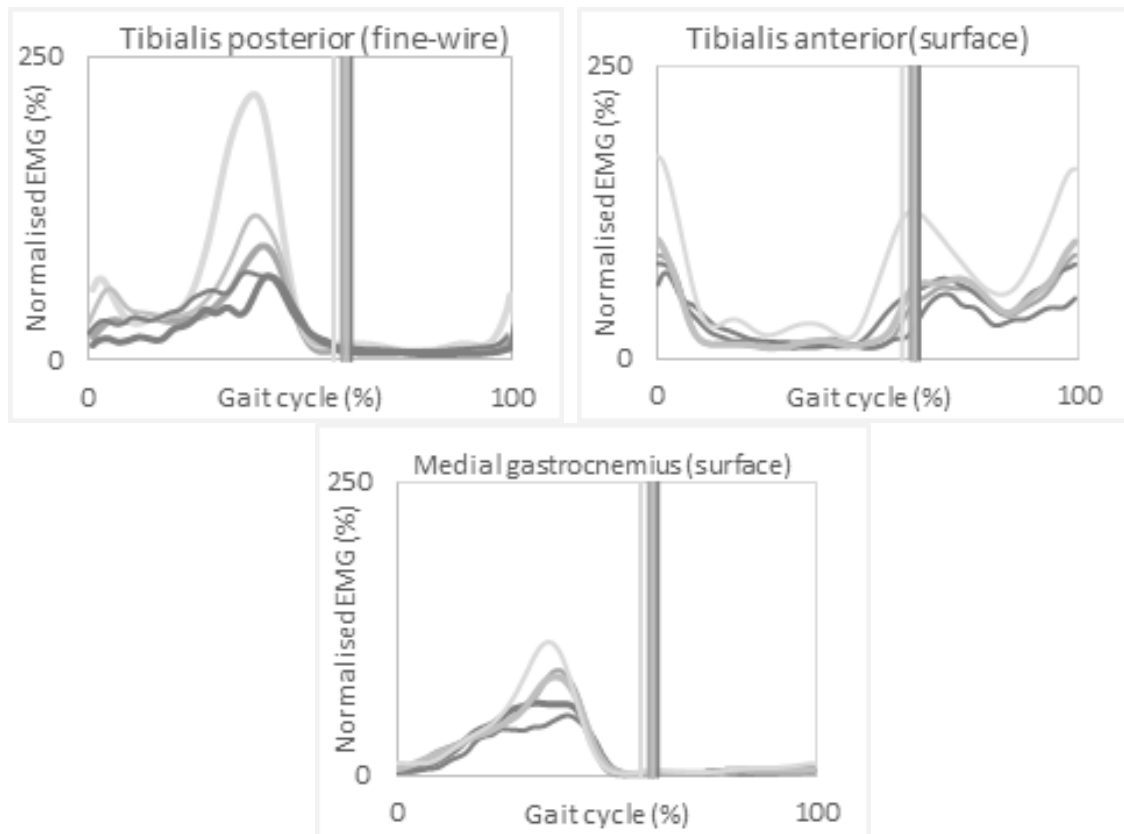 Tibialis posterior (fine-wire)
250
Normalised EMG (%)
0
0
Gait cycle (%)
100
Tibialis anterior(surface)
250
Normalised EMG (%)
0
0
Gait cycle (%)
100
Medial gastrocnemius (surface)
250
Normalised EMG (%)
0
0
Gait cycle (%)
100